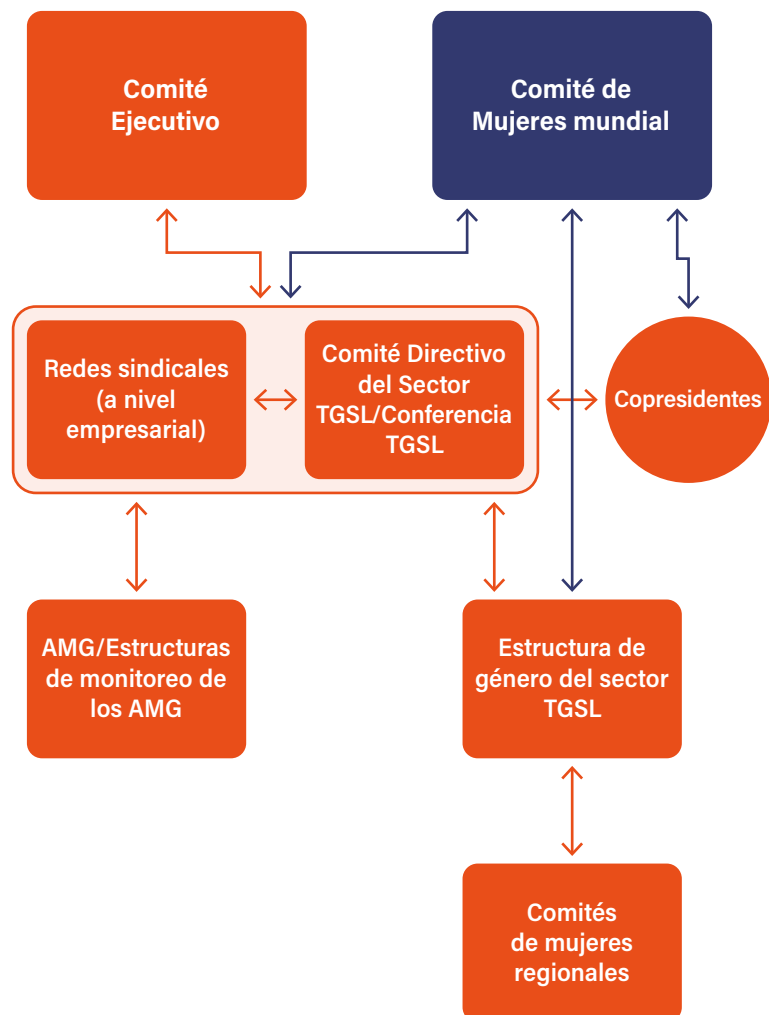 Comité
Ejecutivo
Comité de
Mujeres mundial
Redes sindicales
(a nivel
empresarial)
Comité Directivo
del Sector
TGSL/Conferencia
TGSL
Copresidentes
AMG/Estructuras
de monitoreo de
los AMG
Estructura de
género del sector
TGSL
Comités
de mujeres
regionales